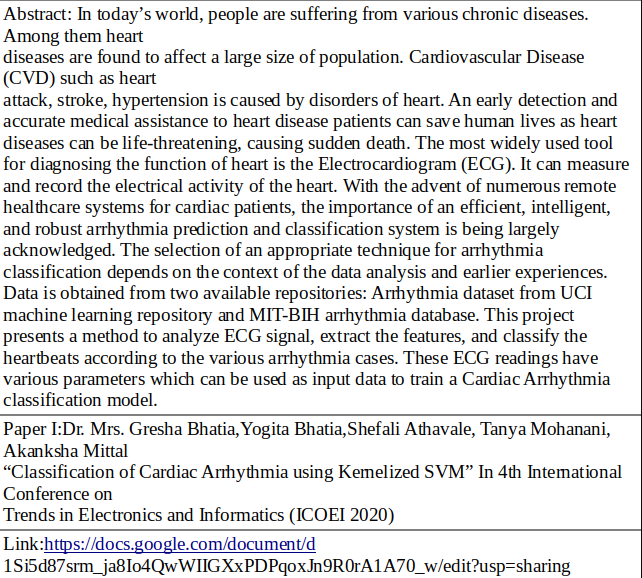 Abstract: In today's world, people are suffering from various chronic diseases.
Among them heart
diseases are found to affect a large size of population. Cardiovascular Disease
(CVD) such as heart
attack, stroke, hypertension is caused by disorders of heart. An early detection and
accurate medical assistance to heart disease patients can save human lives as heart
diseases can be life-threatening, causing sudden death. The most widely used tool
for diagnosing the function of heart is the Electrocardiogram (ECG). It can measure
and record the electrical activity of the heart. With the advent of numerous remote
healthcare systems for cardiac patients, the importance of an efficient, intelligent,
and robust arrhythmia prediction and classification system is being largely
acknowledged. The selection of an appropriate technique for arrhythmia
classification depends on the context of the data analysis and earlier experiences.
Data is obtained from two available repositories: Arrhythmia dataset from UCI
machine learning repository and MIT-BIH arrhythmia database. This project
presents a method to analyze ECG signal, extract the features, and classify the
heartbeats according to the various arrhythmia cases. These ECG readings have
various parameters which can be used as input data to train a Cardiac Arrhythmia
classification model.
Paper I:Dr. Mrs. Gresha Bhatia,Yogita Bhatia,Shefali Athavale, Tanya Mohanani,
Akanksha Mittal
“Classification of Cardiac Arrhythmia using Kernelized SVM” In 4th International
Conference on
Trends in Electronics and Informatics (ICOEI 2020)
Link:https://docs.google.com/document/d
1Si5d87srm_ja8Io4QwWIIGXxPDPqoxJn9R0rA1A70_w/edit?usp=sharing